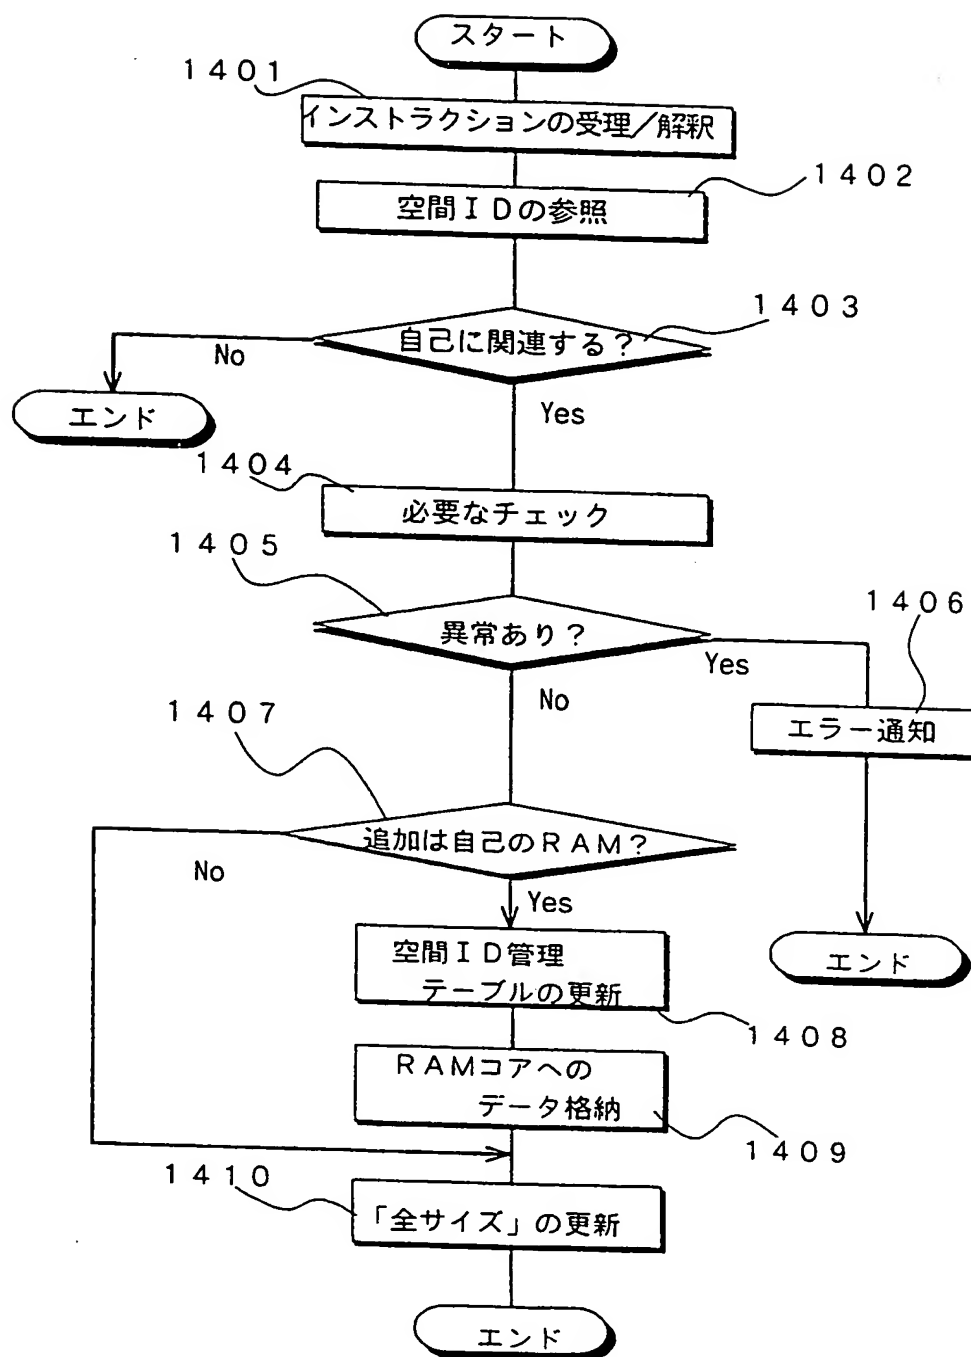 スタート
1401
インストラクションの受理/解釈
1402
空間IDの参照
1403
自己に関連する?
No
Yes
エンド
1404
必要なチェック
1405
異常あり?
1406
Yes
No
エラー通知
1407
追加は自己のRAM?
No
Yes
エンド
空間ID管理
テーブルの更新
1408
RAMコアへの
データ格納
1409
1410
「全サイズ」の更新
エンド